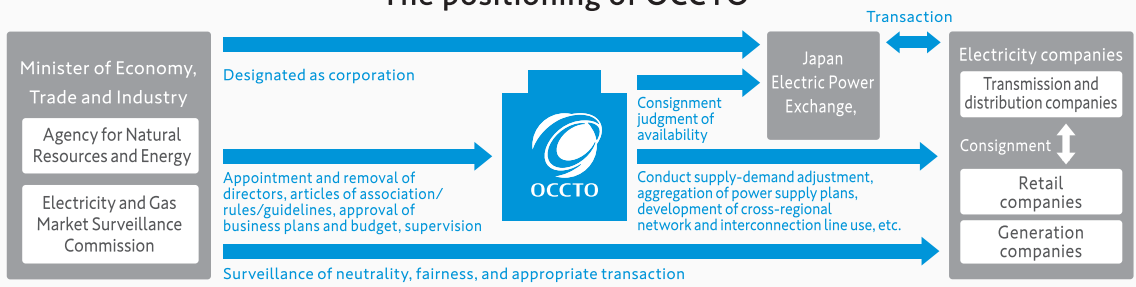 The positioning of OCCTO
Transaction
Minister of Economy,
Trade and Industry
Agency for Natural
Resources and Energy
Electricity and Gas
Market Surveillance
Commission
Designated as corporation
Appointment and removal of
directors, articles of association/
rules/guidelines, approval of
business plans and budget, supervision
Surveillance of neutrality, fairness, and appropriate transaction
OCCTO
Consignment
judgment of
availability
Conduct supply-demand adjustment,
aggregation of power supply plans,
development of cross-regional
network and interconnection line use, etc.
Japan
Electric Power
Exchange,
Electricity companies
Transmission and
distribution companies
Consignment
Retail
companies
Generation
companies